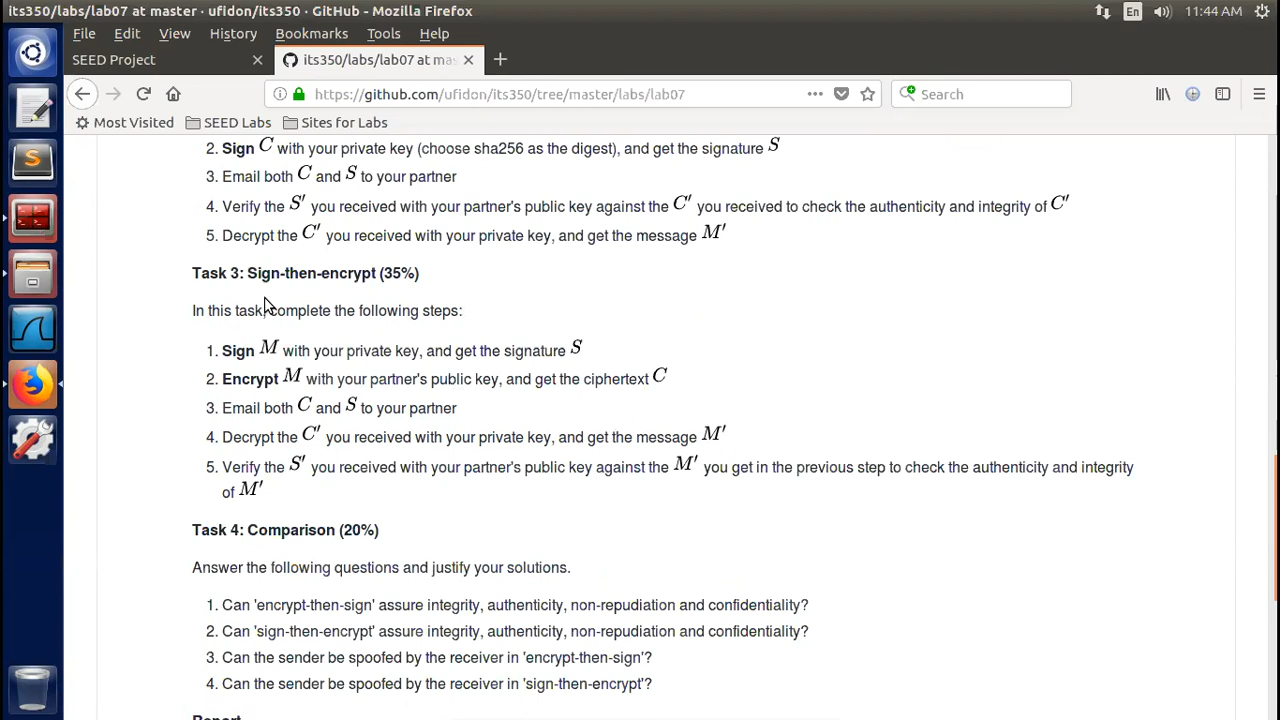 its350/labs/lab07 at master · ufidon/its350 · GitHub - Mozilla Firefox
En
11:44 AM
File Edit View History Bookmarks Tools Help
SEED Project
its350/labs/lab07 at mas
https://github.com/ufidon/its350/tree/master/labs/lab07
Search
Most Visited SEED Labs Sites for Labs
2. Sign C with your private key (choose sha256 as the digest), and get the signature S
3. Email both C and S to your partner
4. Verify the S′ you received with your partner's public key against the C′ you received to check the authenticity and integrity of C′
5. Decrypt the C′ you received with your private key, and get the message M′
Task 3: Sign-then-encrypt (35%)
In this task, complete the following steps:
1. Sign M with your private key, and get the signature S
2. Encrypt M with your partner's public key, and get the ciphertext C
3. Email both C and S to your partner
4. Decrypt the C′ you received with your private key, and get the message M′
5. Verify the S′ you received with your partner's public key against the M′ you get in the previous step to check the authenticity and integrity
of M′
Task 4: Comparison (20%)
Answer the following questions and justify your solutions.
1. Can 'encrypt-then-sign' assure integrity, authenticity, non-repudiation and confidentiality?
2. Can 'sign-then-encrypt' assure integrity, authenticity, non-repudiation and confidentiality?
3. Can the sender be spoofed by the receiver in 'encrypt-then-sign'?
4. Can the sender be spoofed by the receiver in 'sign-then-encrypt'?
Report